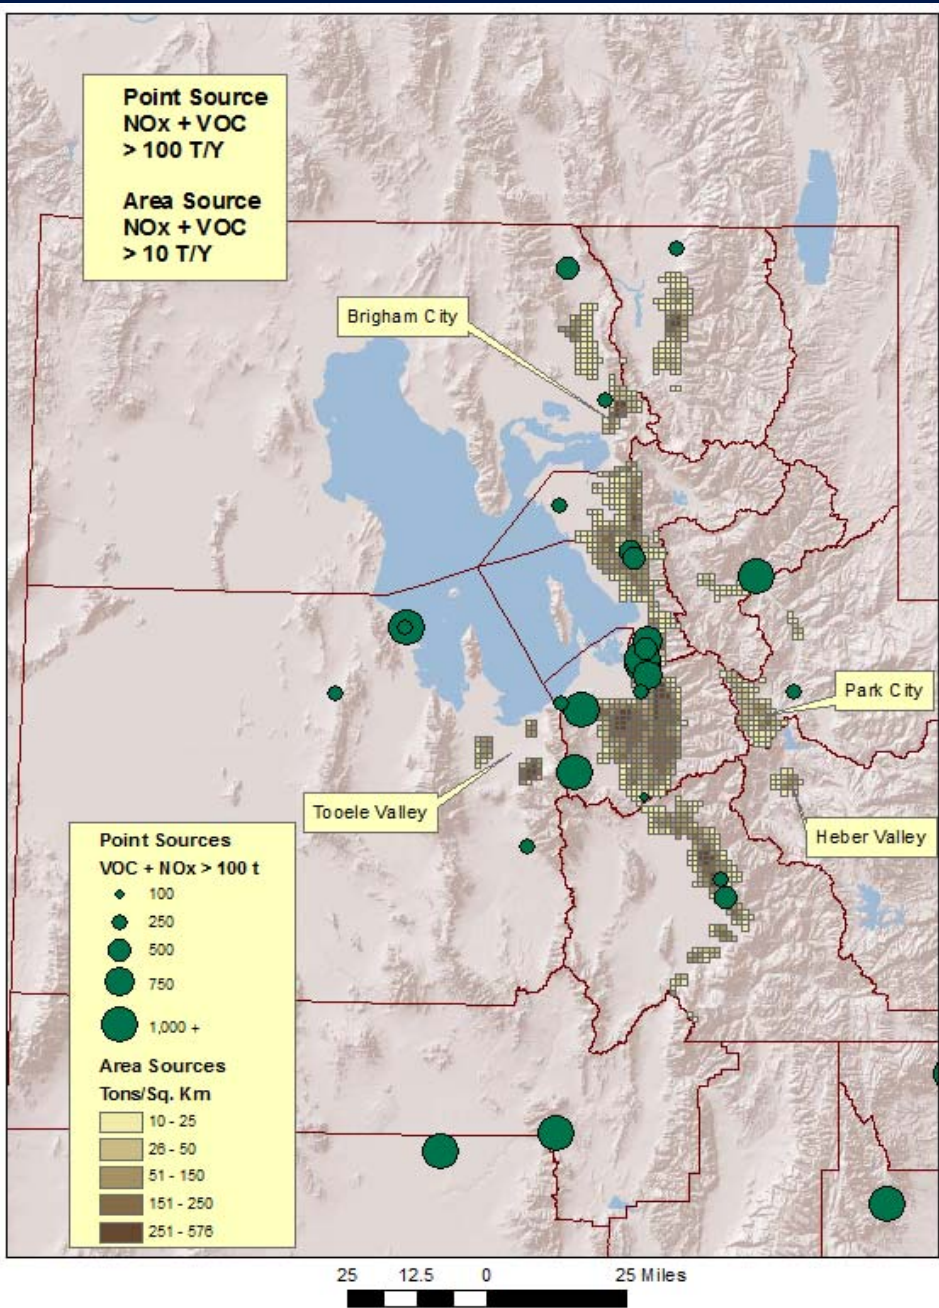 Point Source
NOx + VOC
> 100 T/Y
Area Source
NOx + VOC
> 10 T/Y
Brigham City
Park City
Tooele Valley
Heber Valley
Point Sources
VOC + NOx > 100 t
100
250
500
750
1,000 +
Area Sources
Tons/Sq. Km
10 - 25
26 - 50
51 - 150
151 - 250
251 - 576
25 12.5 0 25 Miles